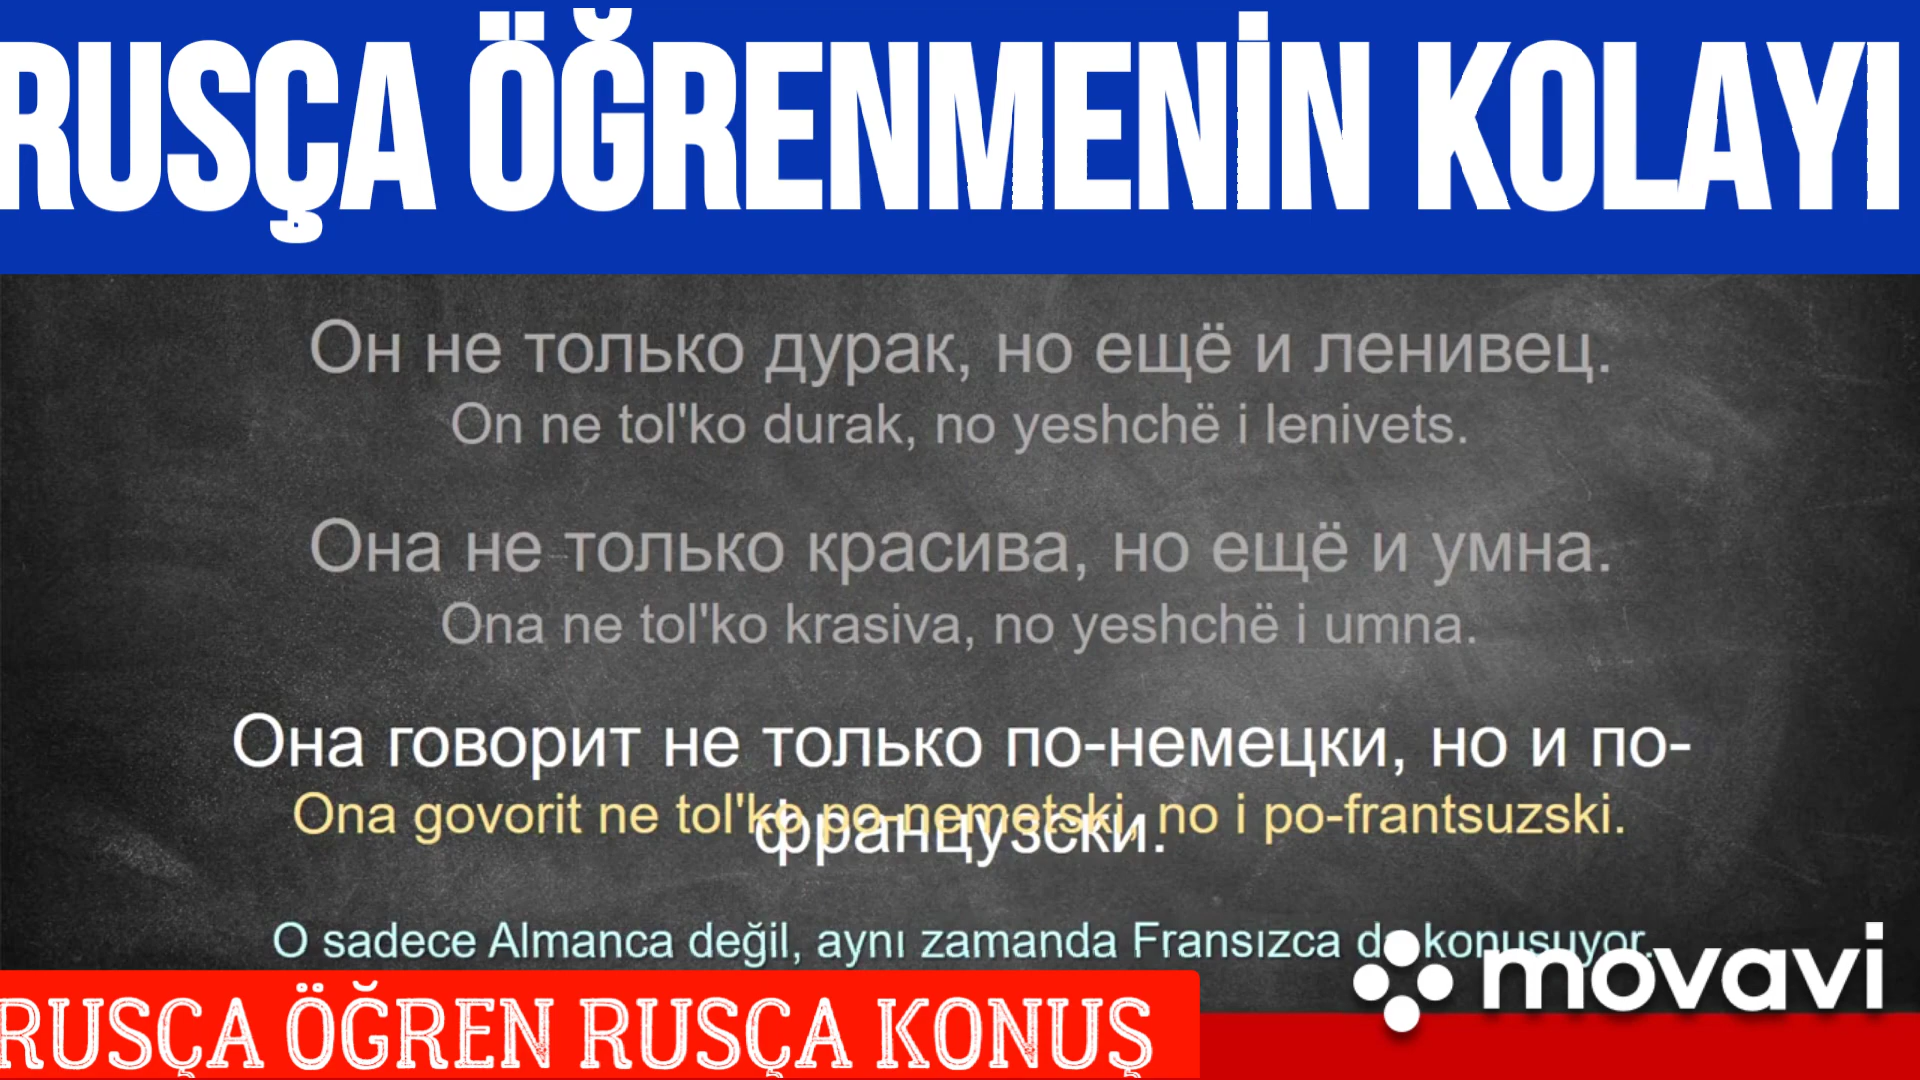 RUSÇA ÖĞRENMENİN KOLAYI
Он не только дурак, но ещё и ленивец.
On ne tol'ko durak, no yeshchë i lenivets.
Она не только красива, но ещё и умна.
Ona ne tol'ko krasiva, no yeshchë i umna.
Она говорит не только по-немецки, но и по-
французски.
Ona govorit ne tol'ko po-nemetski, no i po-frantsuzski.
O sadece Almanca değil, aynı zamanda Fransızca da konuşuyor.
movavi
RUSÇA ÖĞREN RUSÇA KONUŞ